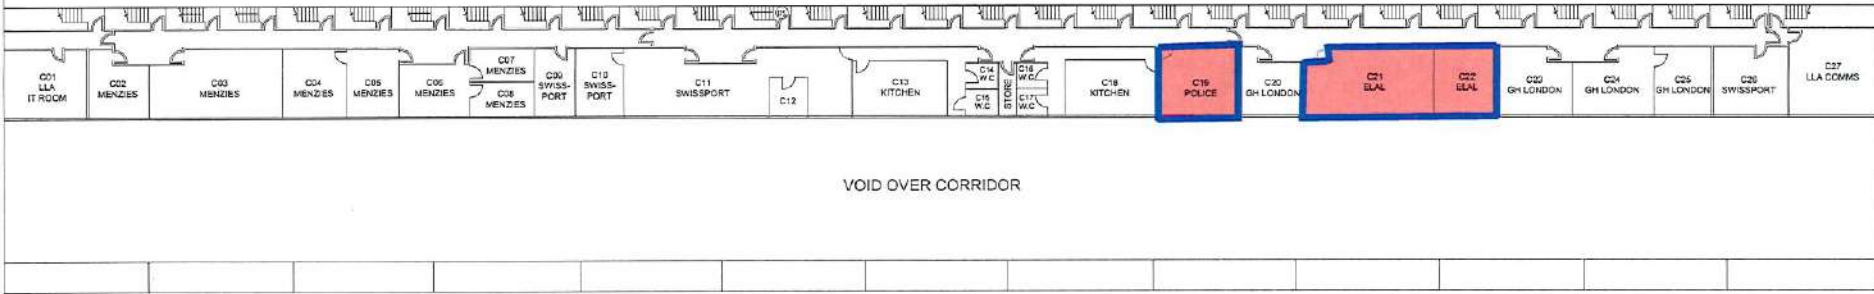 C01
LLA
IT ROOM
C02
MENZIES
C03
MENZIES
C04
MENZIES
C05
MENZIES
C06
MENZIES
C07
MENZIES
C08
MENZIES
C09
SWISS-
PORT
C10
SWISS-
PORT
C11
SWISSPORT
C12
C13
KITCHEN
C14
W.C
C15
W.C
STORE
C16
W.C
C17
W.C
C18
KITCHEN
C19
POLICE
C20
GH LONDON
C21
ELAL
C22
ELAL
C23
GH LONDON
C24
GH LONDON
C25
GH LONDON
C26
SWISSPORT
C27
LLA COMMS
VOID OVER CORRIDOR